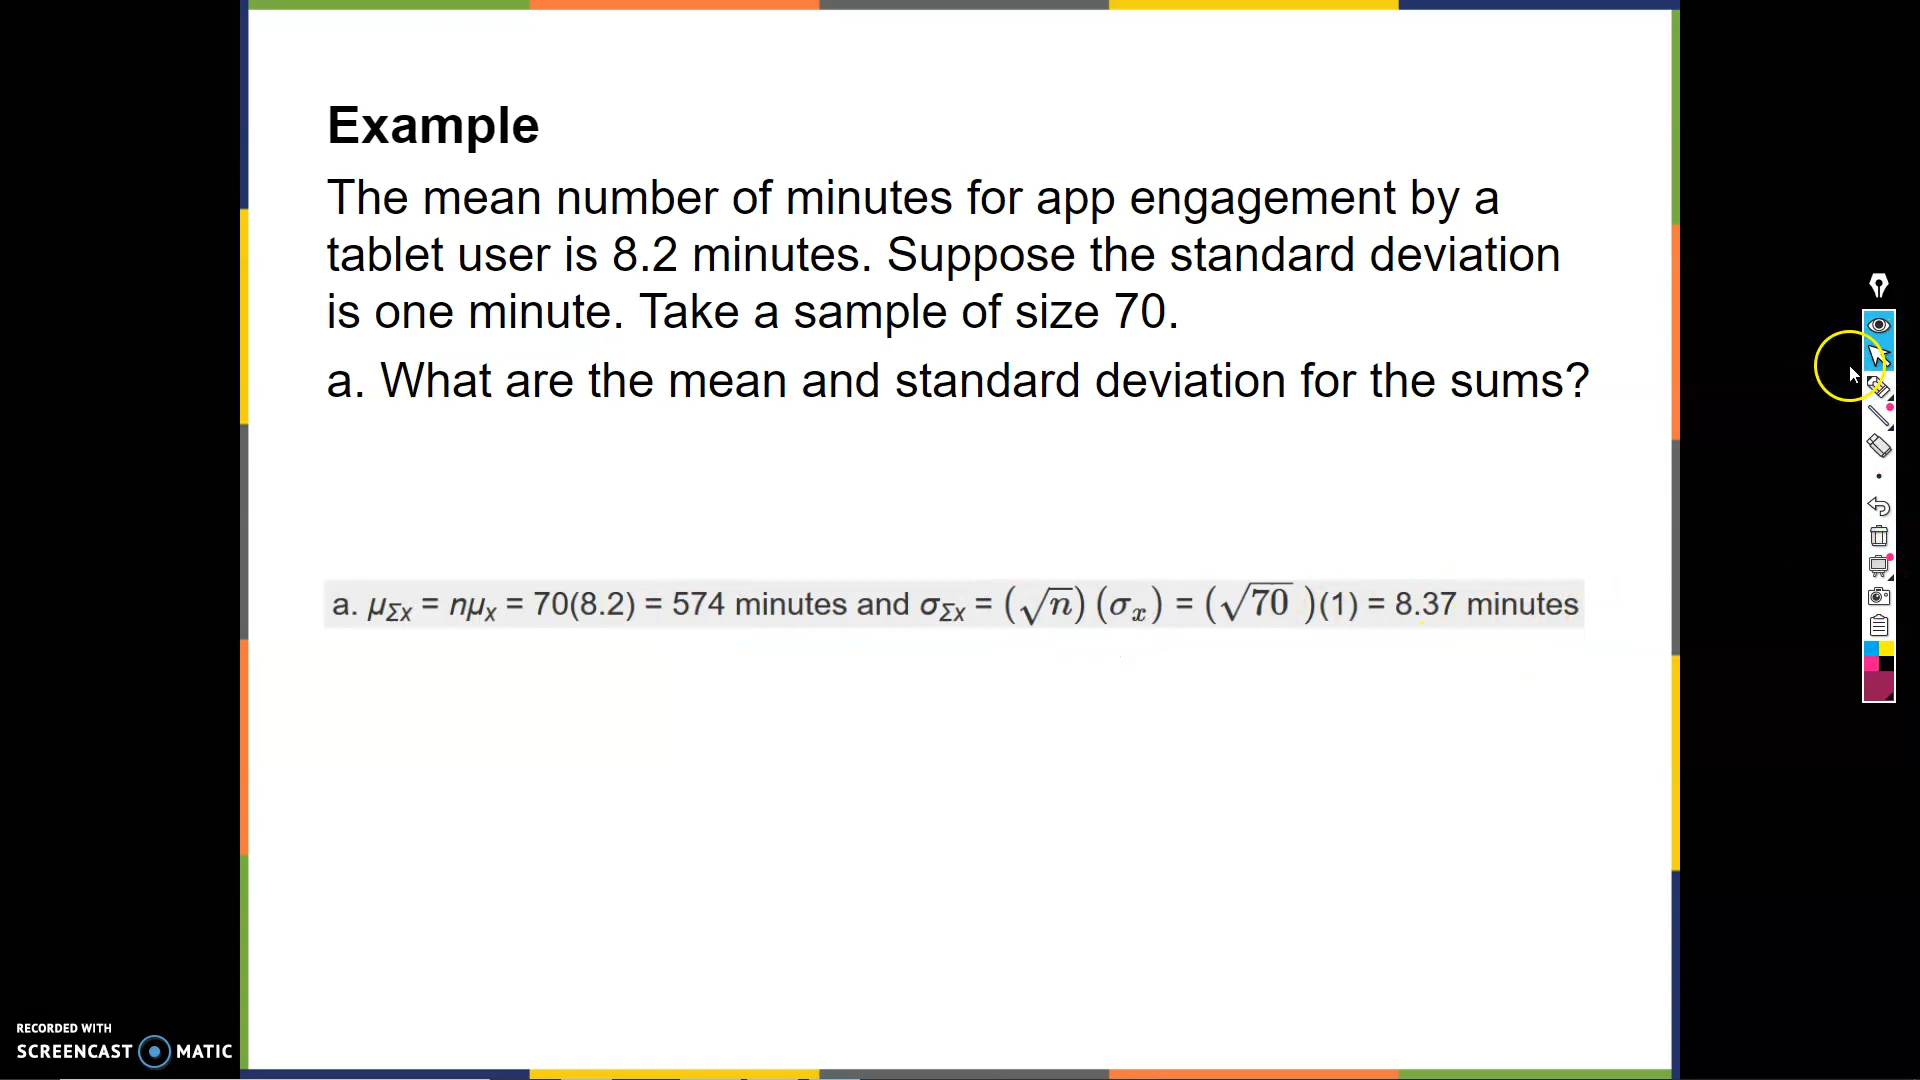 Example
The mean number of minutes for app engagement by a
tablet user is 8.2 minutes. Suppose the standard deviation
is one minute. Take a sample of size 70.
a. What are the mean and standard deviation for the sums?
a. μΣx = nμx = 70(8.2) = 574 minutes and σΣx = (√n)(σx) = (√70 )(1) = 8.37 minutes
RECORDED WITH
SCREENCAST MATIC